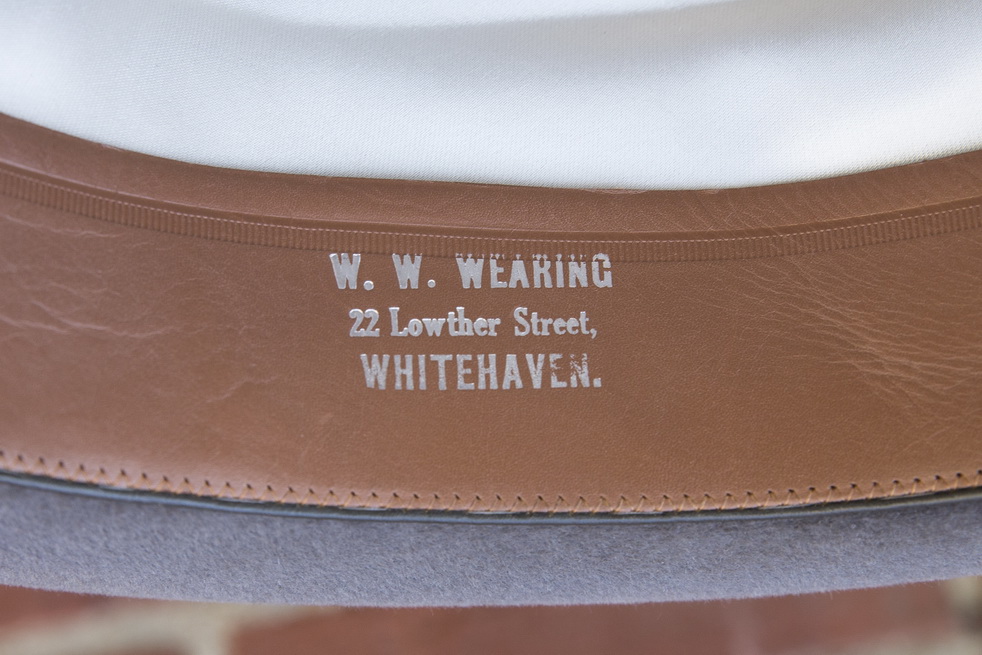 W. W. WEARING
22 Lowther Street,
WHITEHAVEN.